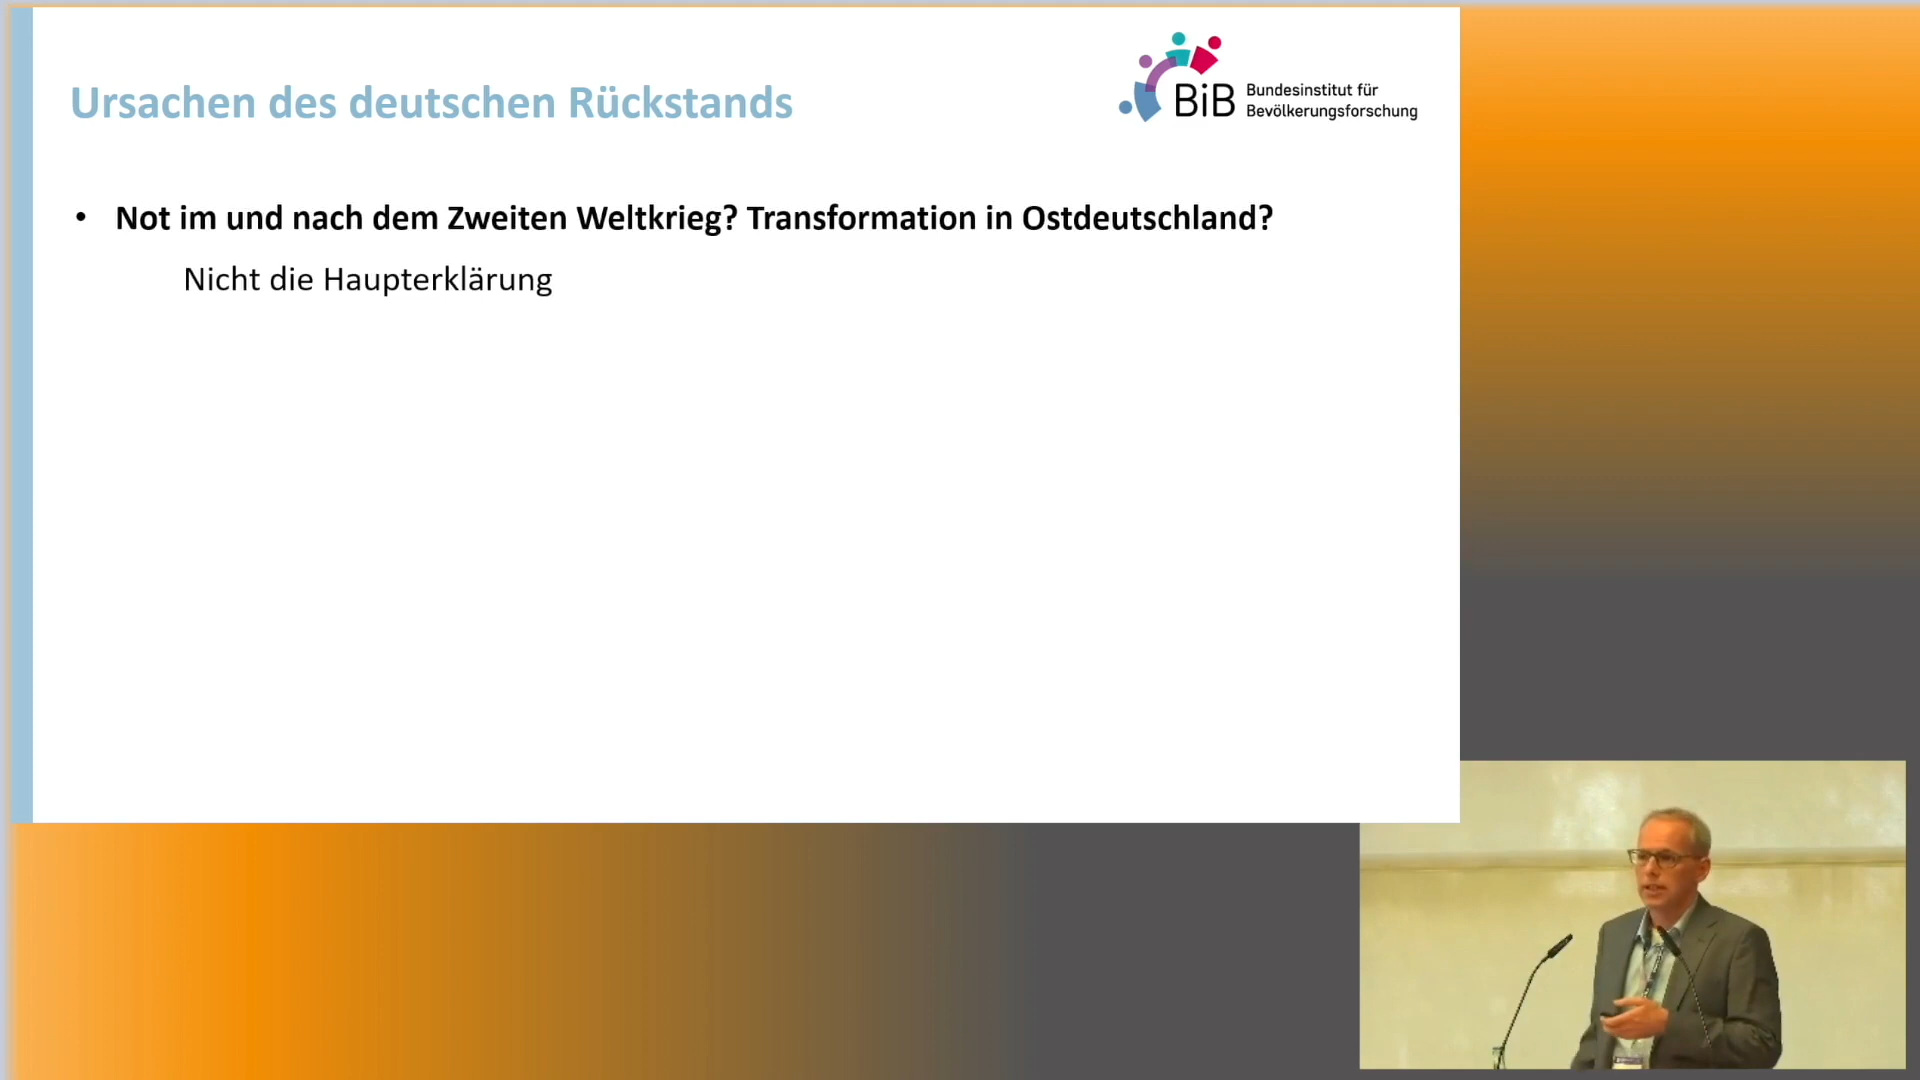 Ursachen des deutschen Rückstands
BiB
Bundesinstitut für
Bevölkerungsforschung
• Not im und nach dem Zweiten Weltkrieg? Transformation in Ostdeutschland?
Nicht die Haupterklärung